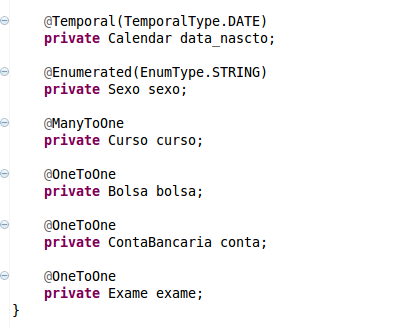 @Temporal(TemporalType.DATE)
private Calendar data_nascto;
@Enumerated(EnumType.STRING)
private Sexo sexo;
@ManyToOne
private Curso curso;
@OneToOne
private Bolsa bolsa;
@OneToOne
private ContaBancaria conta;
@OneToOne
private Exame exame;
}